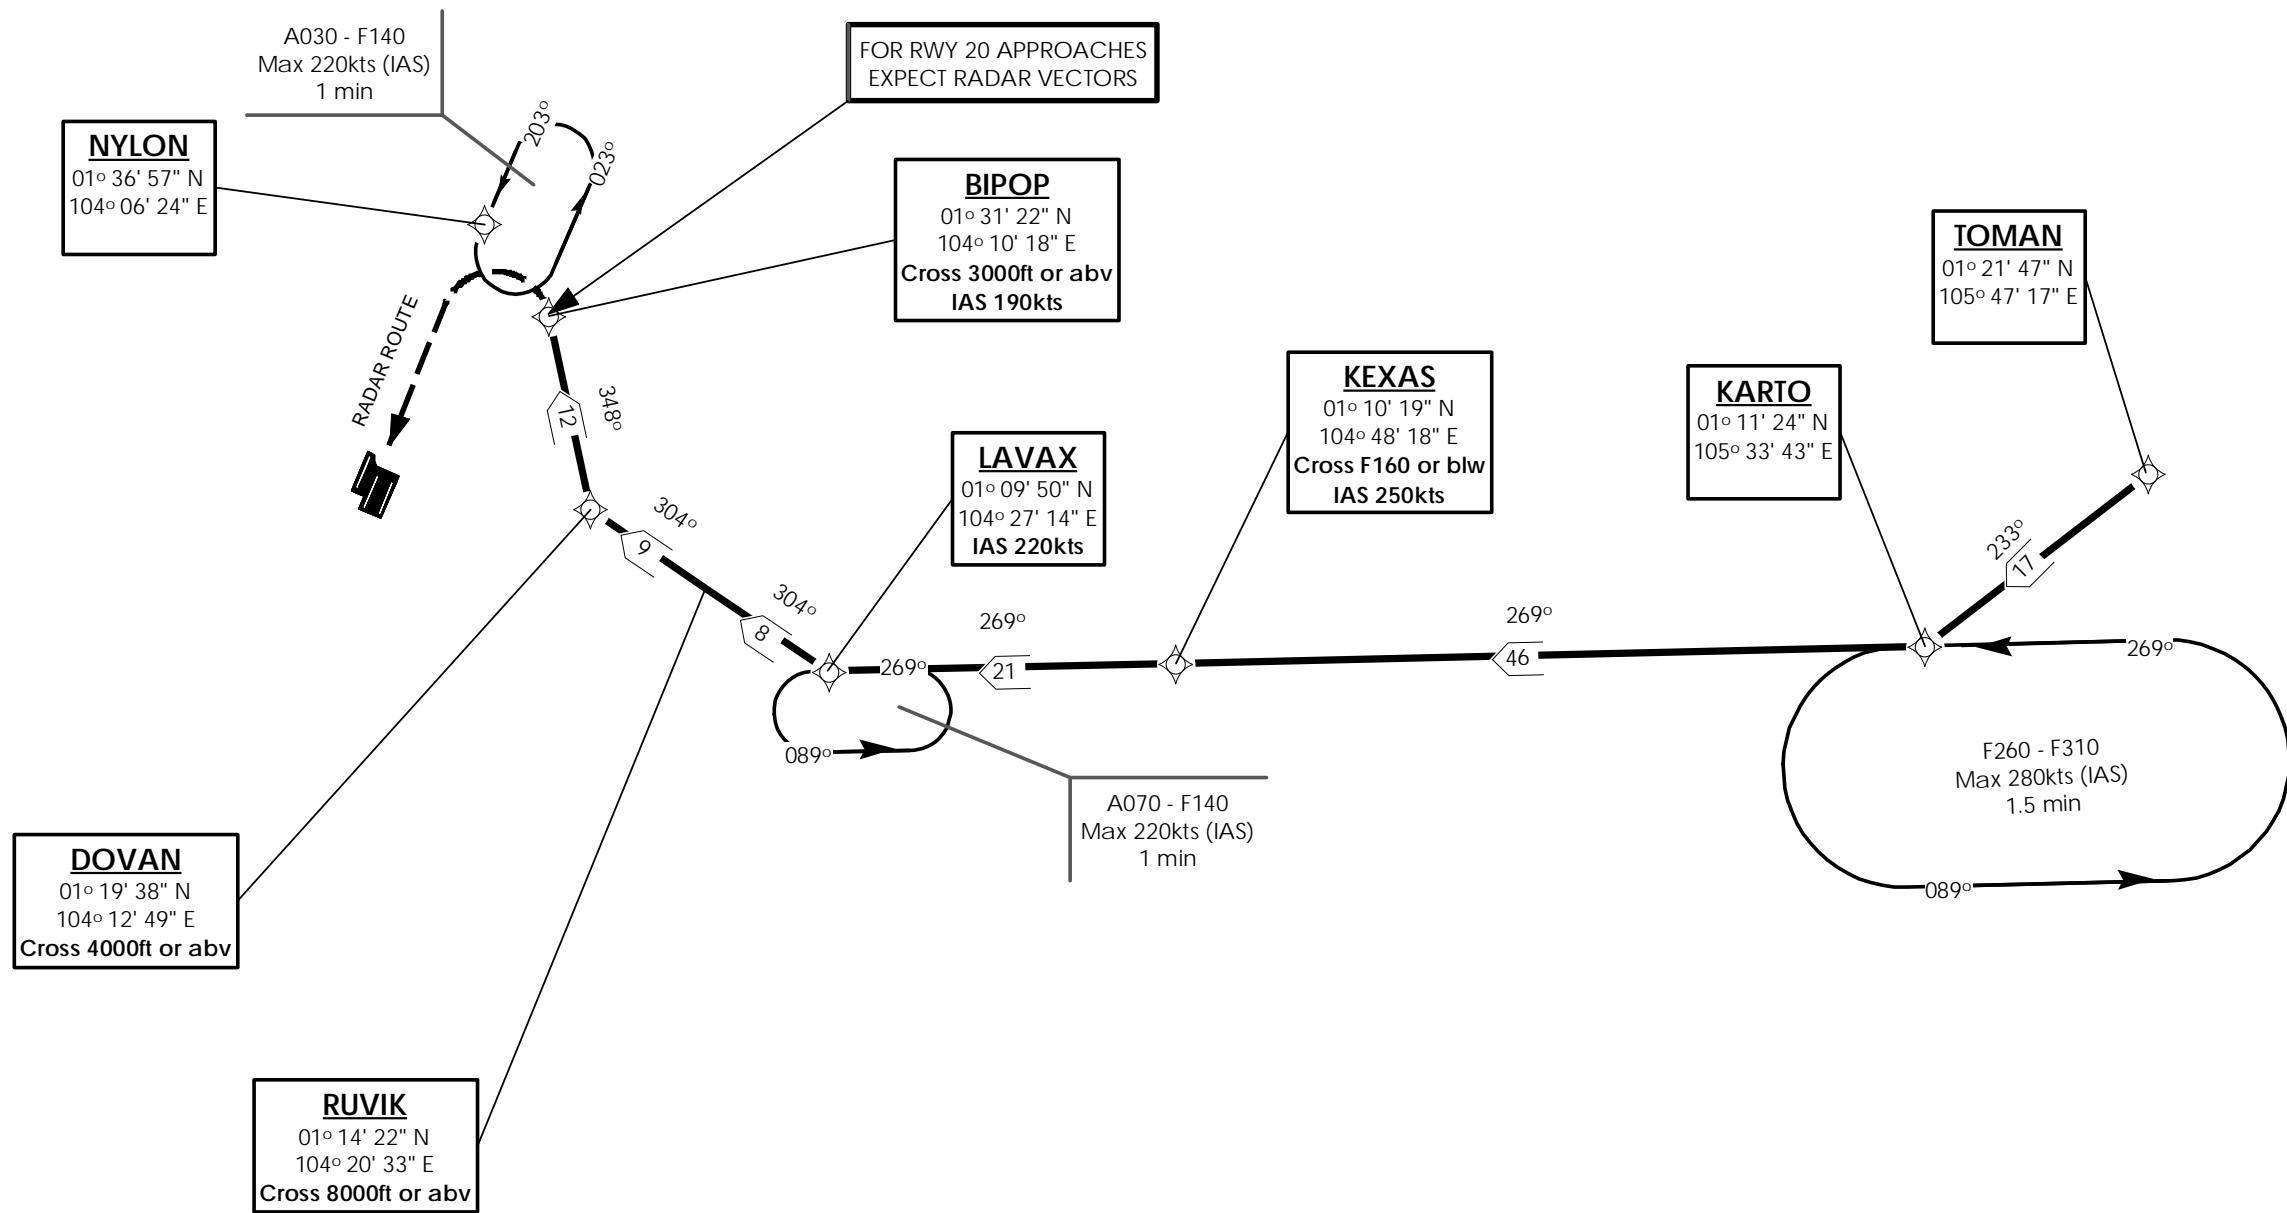 A030 - F140
Max 220kts (IAS)
1 min
FOR RWY 20 APPROACHES
EXPECT RADAR VECTORS
NYLON
01° 36' 57" N
104° 06' 24" E
203°
023°
BIPOP
01° 31' 22" N
104° 10' 18" E
Cross 3000ft or abv
IAS 190kts
TOMAN
01° 21' 47" N
105° 47' 17" E
RADAR ROUTE
KEXAS
01° 10' 19" N
104° 48' 18" E
Cross F160 or blw
IAS 250kts
KARTO
01° 11' 24" N
105° 33' 43" E
12
348°
LAVAX
01° 09' 50" N
104° 27' 14" E
IAS 220kts
304°
9
304°
8
269°
21
269°
269°
46
233°
17
269°
089°
089°
F260 - F310
Max 280kts (IAS)
1.5 min
A070 - F140
Max 220kts (IAS)
1 min
DOVAN
01° 19' 38" N
104° 12' 49" E
Cross 4000ft or abv
RUVIK
01° 14' 22" N
104° 20' 33" E
Cross 8000ft or abv